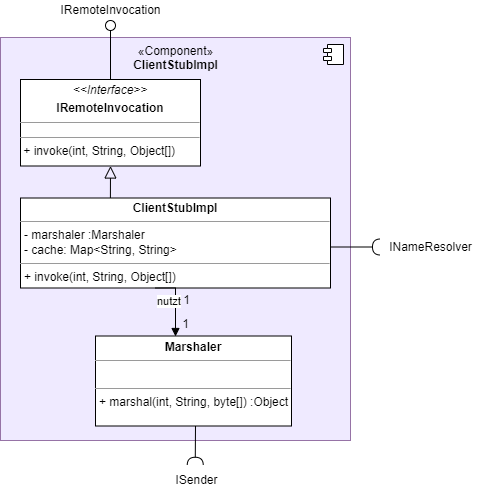 IRemoteInvocation
«Component»
ClientStubImpl
<<Interface>>
IRemoteInvocation
+ invoke(int, String, Object[])
ClientStubImpl
- marshaler :Marshaler
- cache: Map<String, String>
+ invoke(int, String, Object[])
INameResolver
nutzt 1
1
Marshaler
+ marshal(int, String, byte[]) :Object
ISender